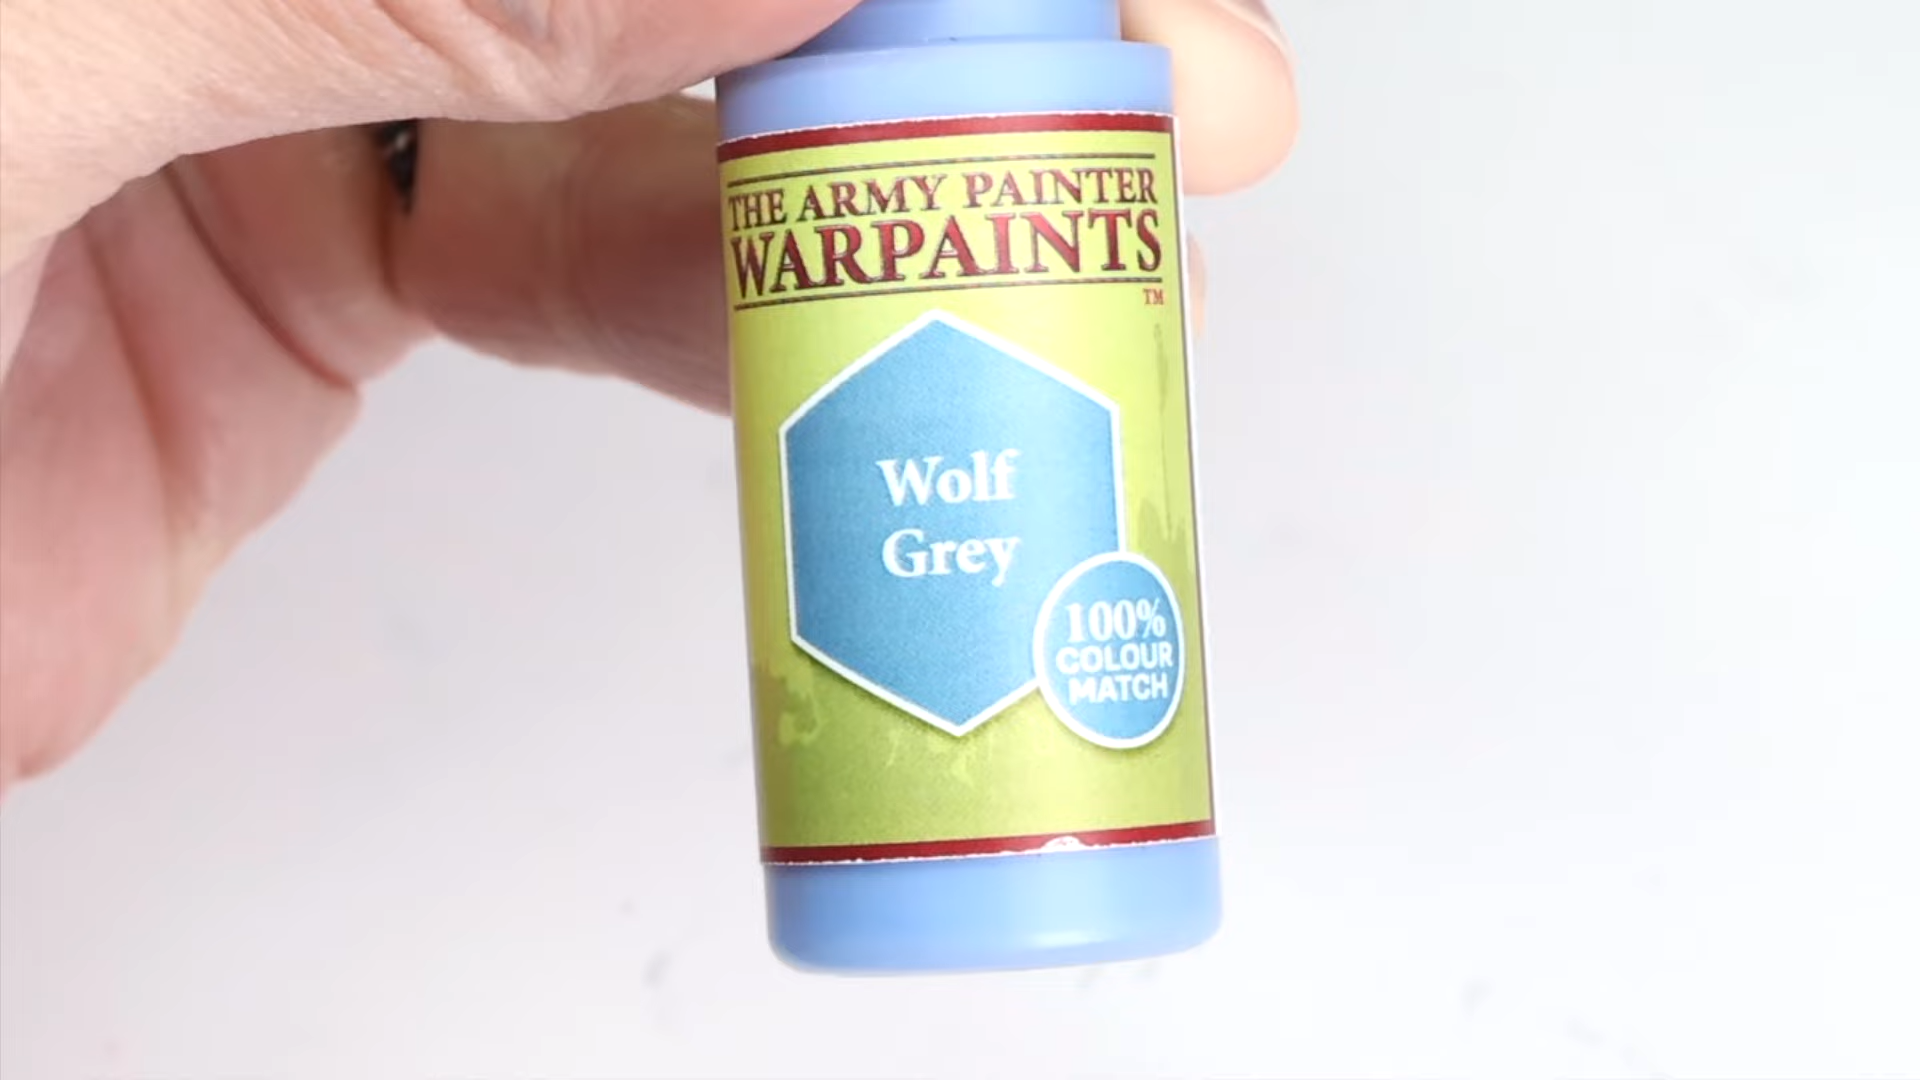 THE ARMY PAINTER
WARPAINTS
TM
Wolf
Grey
100%
COLOUR
MATCH